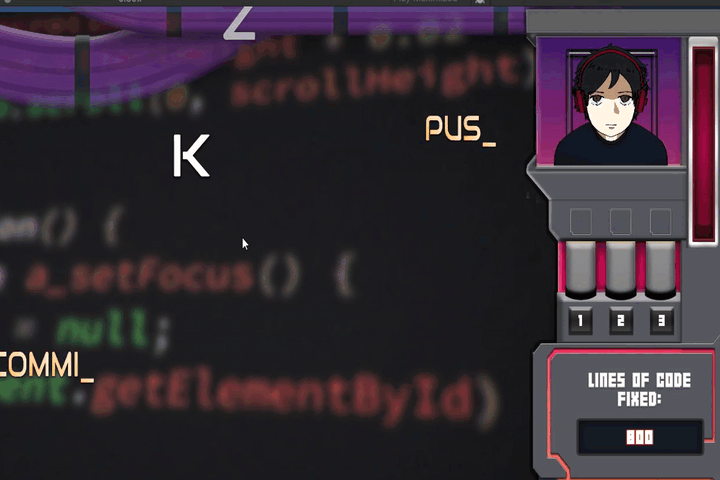 Z
scrollHeight)
K
PUS_
() {
a_setFocus() {
= null;
COMMI_
.getElementById)
1 2 3
LINES OF CODE
FIXED:
800